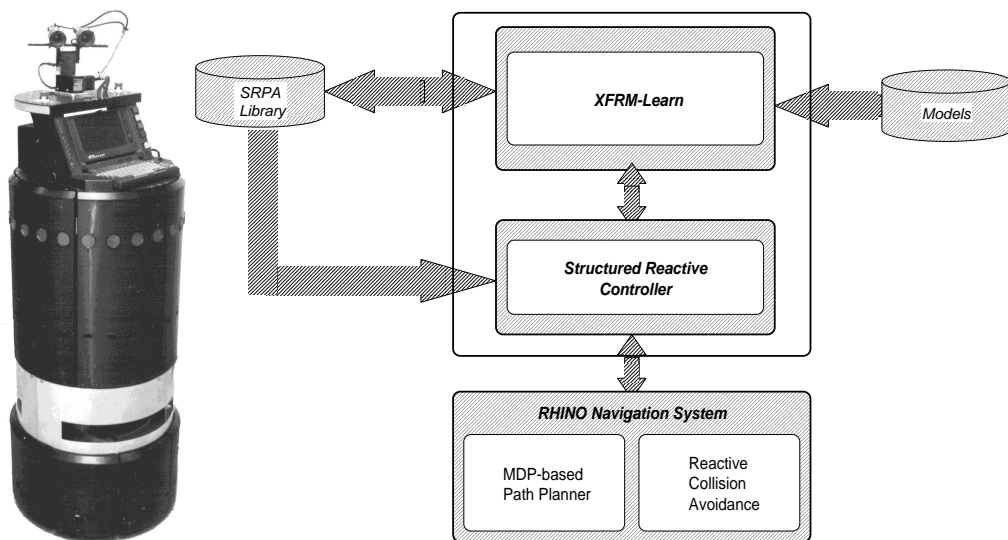 SRPA
Library
XFRM-Learn
Models
Structured Reactive
Controller
RHINO Navigation System
MDP-based
Path Planner
Reactive
Collision
Avoidance